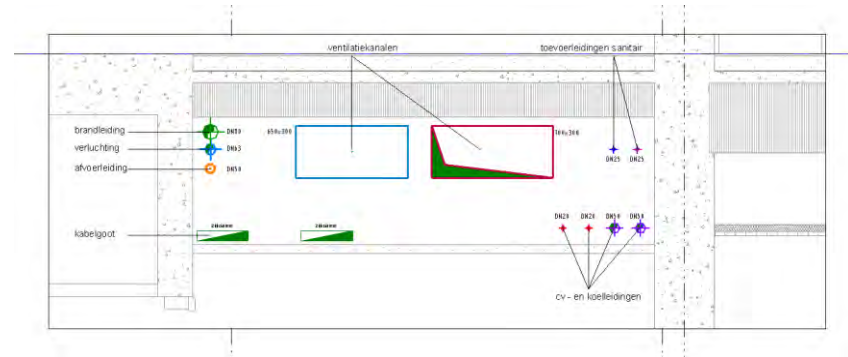 ventilatiekanalen
toevoerleidingen sanitair
brandleiding
DN80
650x300
700x300
verluchting
DN63
DN25 DN25
afvoerleiding
DN50
DN20 DN20 DN50 DN50
kabelgoot
cv - en koelleidingen